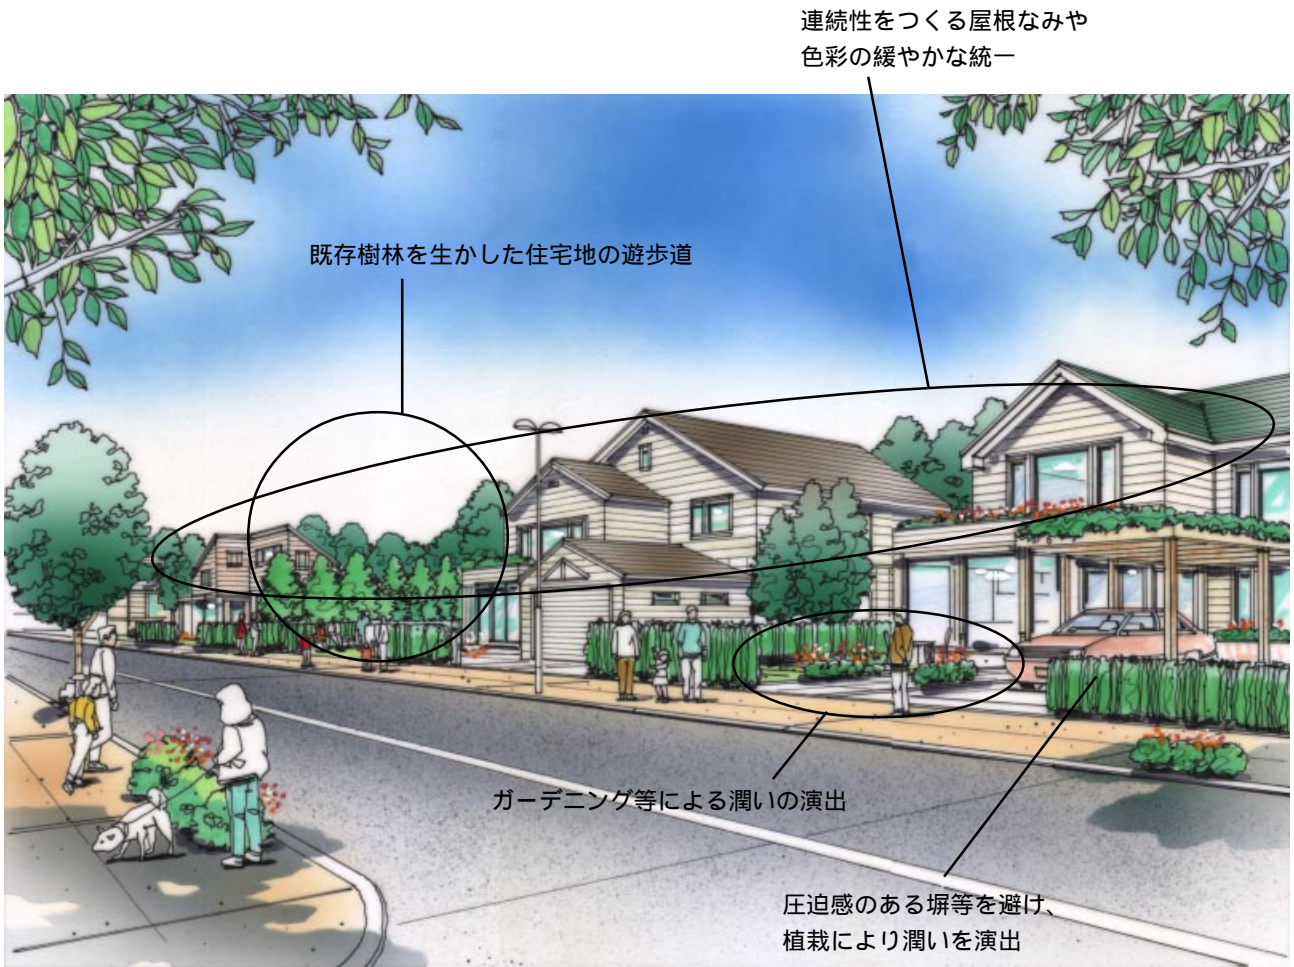 連続性をつくる屋根なみや
色彩の緩やかな統一
既存樹林を生かした住宅地の遊歩道
ガーデニング等による潤いの演出
圧迫感のある塀等を避け、
植栽により潤いを演出